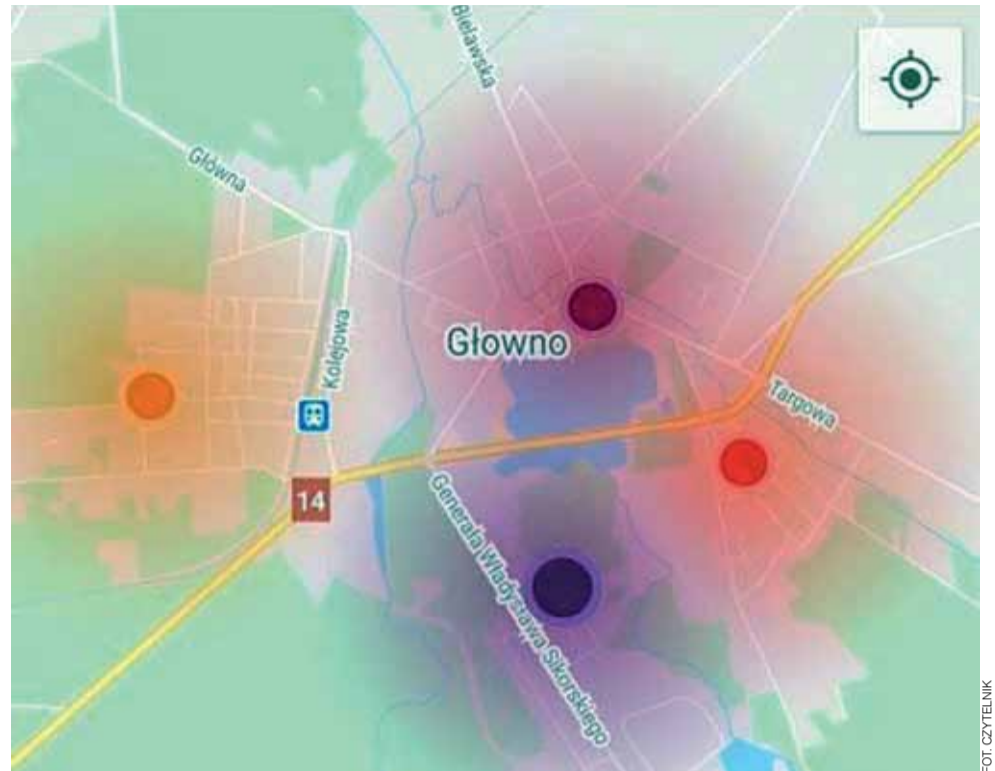 Bielawska
Główna
Kolejowa
Głowno
Targowa
14
Generała Władysława Sikorskiego
FOT. CZYTELNIK